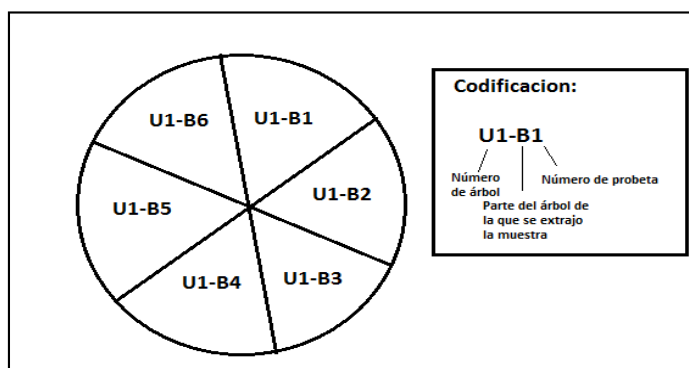 U1-B6
U1-B1
U1-B5
U1-B2
U1-B4
U1-B3
Codificacion:
U1-B1
Número
de árbol
Número de probeta
Parte del árbol de
la que se extrajo
la muestra